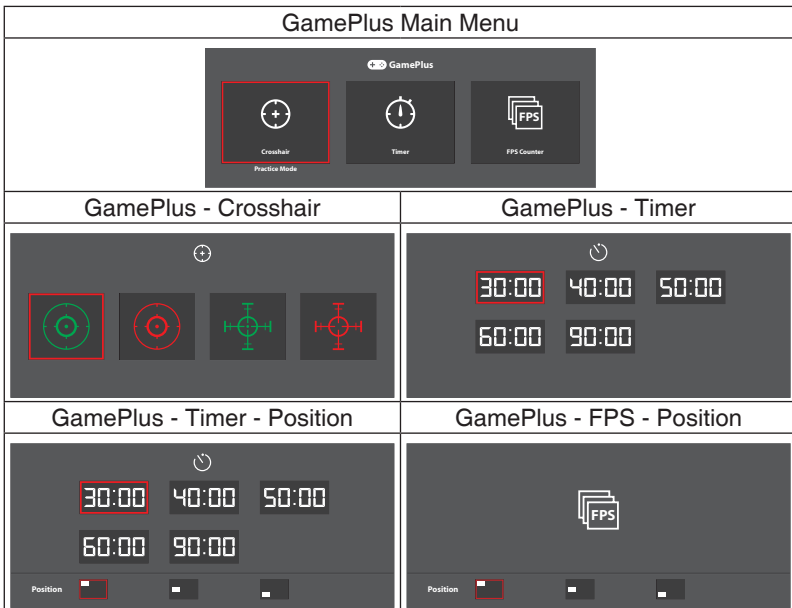 GamePlus Main Menu
GamePlus
FPS
Crosshair
Timer
FPS Counter
Practice Mode
GamePlus - Crosshair
GamePlus - Timer
30:00 40:00 50:00
60:00 90:00
GamePlus - Timer - Position
GamePlus - FPS - Position
30:00 40:00 50:00
60:00 90:00
Position
FPS
Position